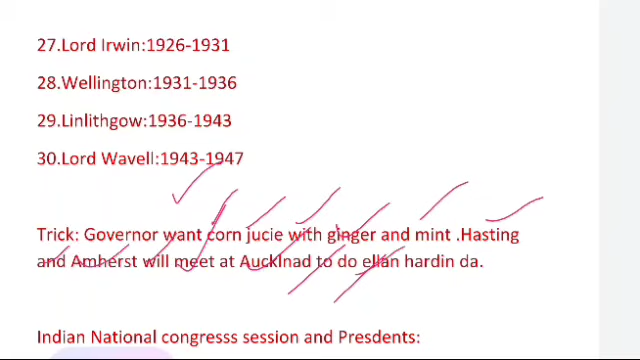 27.Lord Irwin:1926-1931
28.Wellington:1931-1936
29.Linlithgow:1936-1943
30.Lord Wavell:1943-1947
Trick: Governor want corn jucie with ginger and mint .Hasting
and Amherst will meet at Aucklnad to do ellan hardin da.
Indian National congresss session and Presdents: